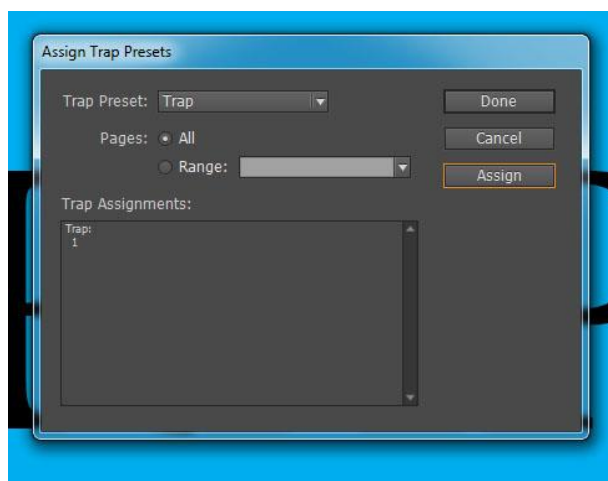 Assign Trap Presets
Trap Preset: Trap
Done
Pages: All
Cancel
Range:
Assign
Trap Assignments:
Trap:
1